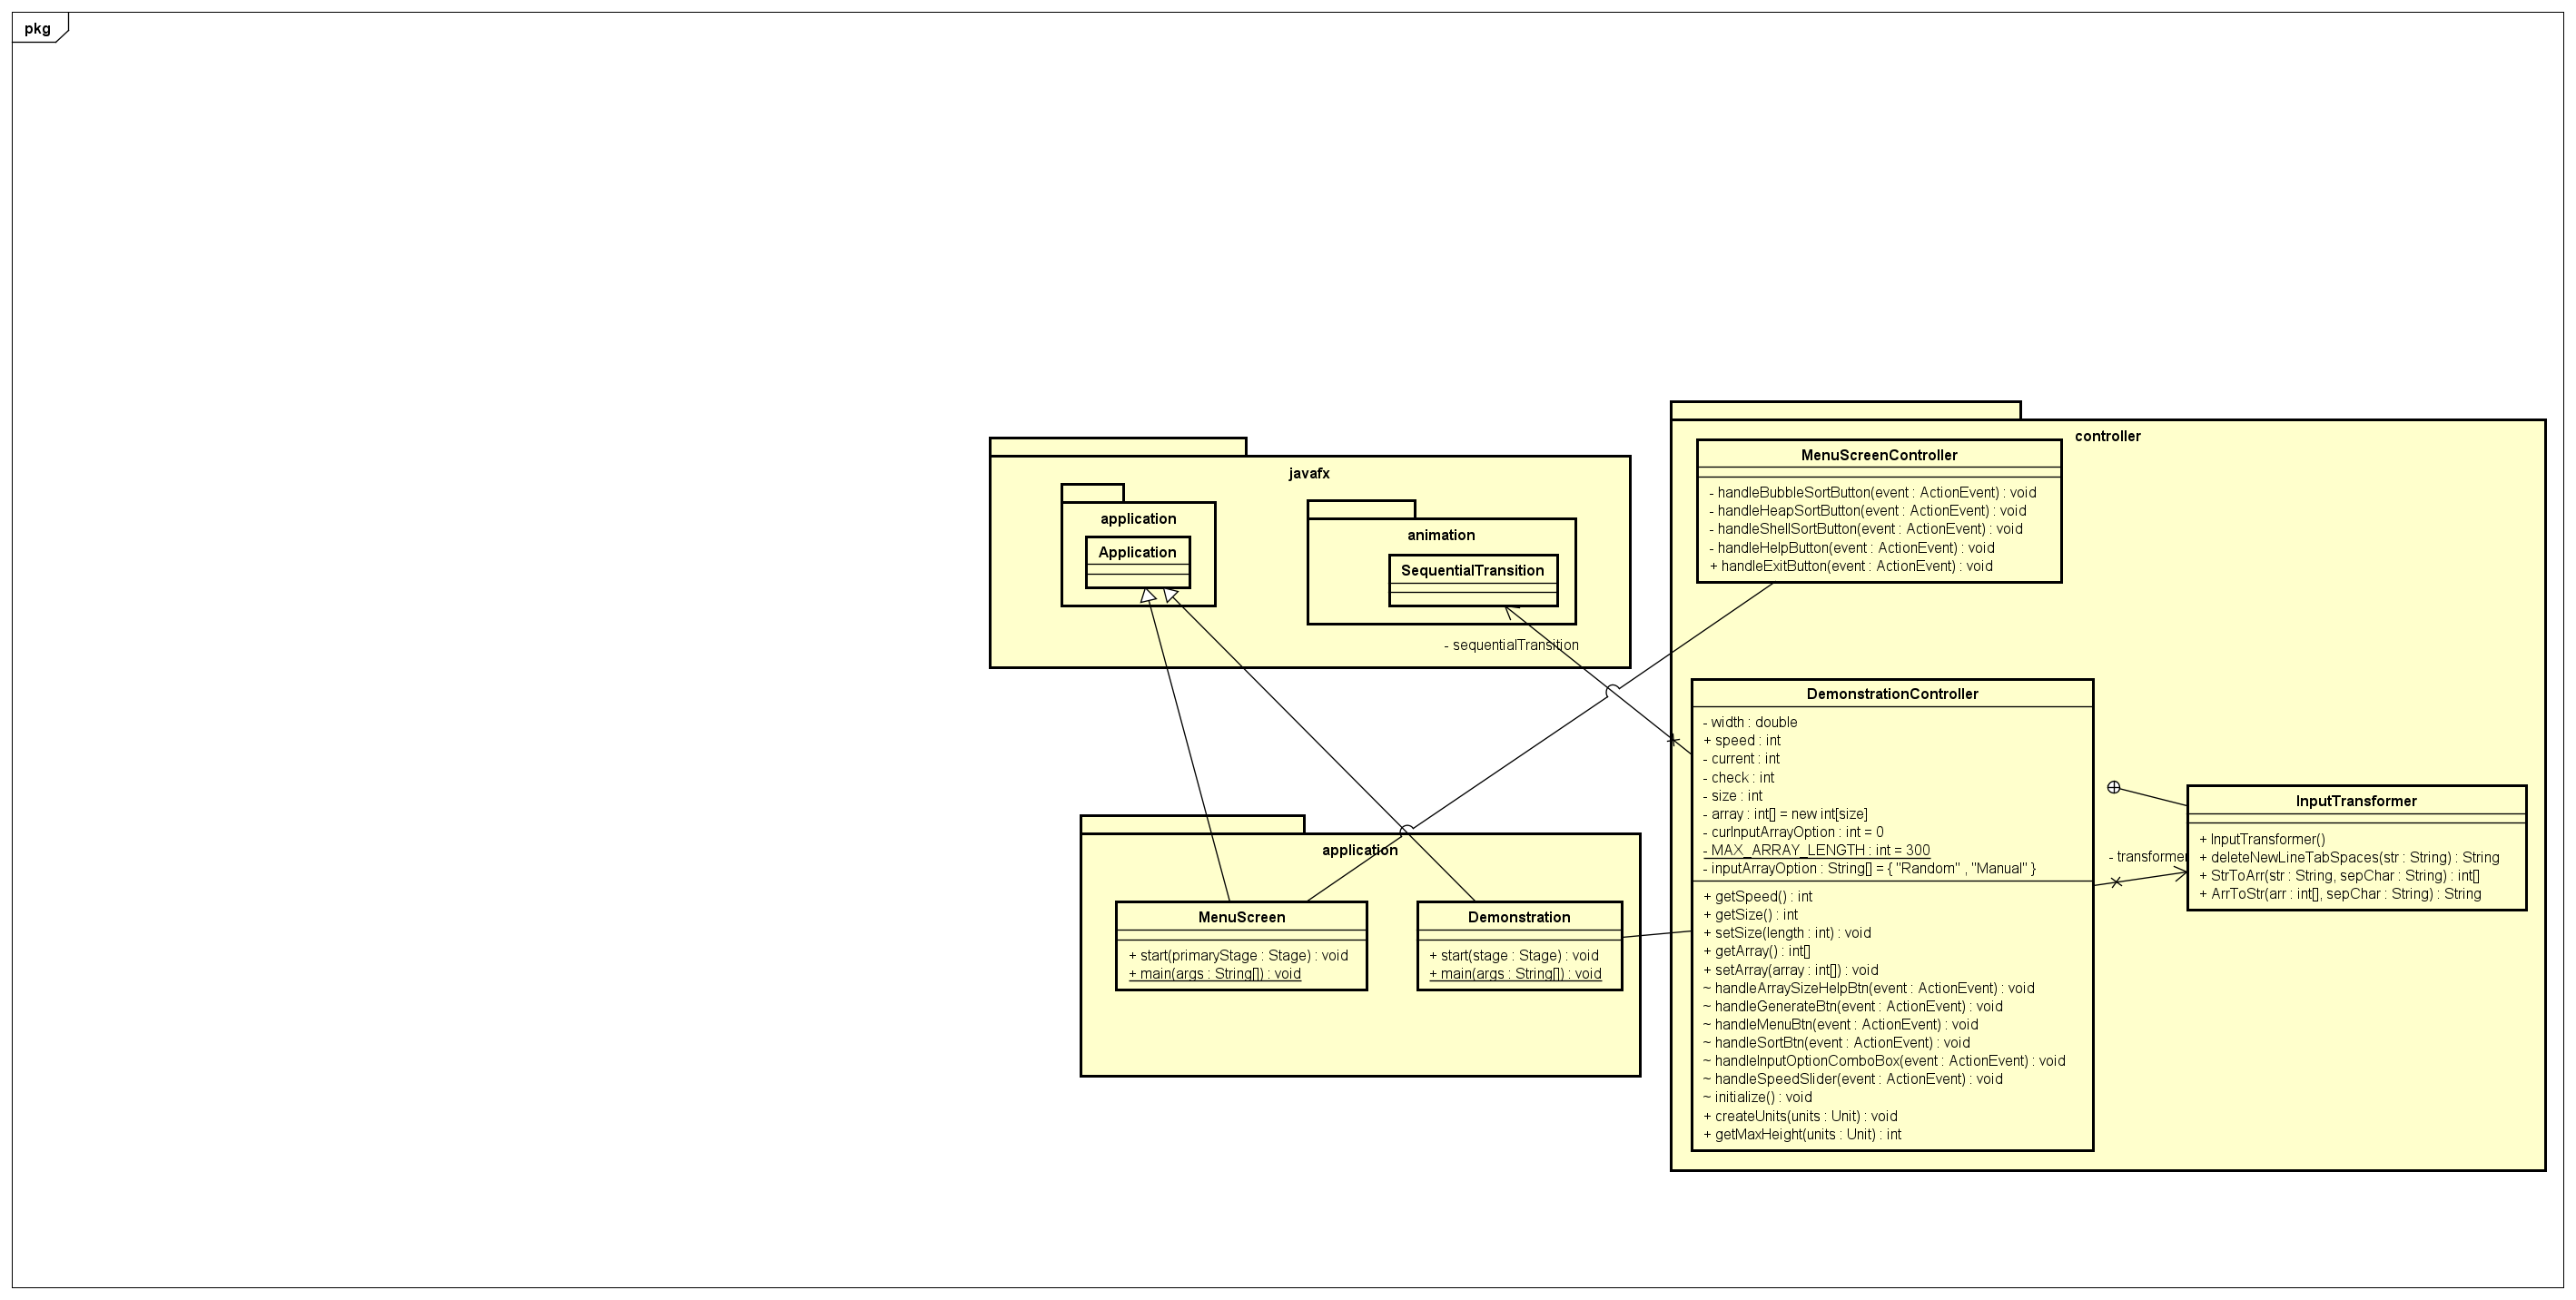 pkg
javafx
application
Application
animation
SequentialTransition
- sequentialTransition
controller
MenuScreenController
- handleBubbleSortButton(event : ActionEvent) : void
- handleHeapSortButton(event : ActionEvent) : void
- handleShellSortButton(event : ActionEvent) : void
- handleHelpButton(event : ActionEvent) : void
+ handleExitButton(event : ActionEvent) : void
DemonstrationController
- width : double
+ speed : int
- current : int
- check : int
- size : int
- array : int[] = new int[size]
- curInputArrayOption : int = 0
- MAX_ARRAY_LENGTH : int = 300
- inputArrayOption : String[] = { "Random" , "Manual" }
+ getSpeed() : int
+ getSize() : int
+ setSize(length : int) : void
+ getArray() : int[]
+ setArray(array : int[]) : void
~ handleArraySizeHelpBtn(event : ActionEvent) : void
~ handleGenerateBtn(event : ActionEvent) : void
~ handleMenuBtn(event : ActionEvent) : void
~ handleSortBtn(event : ActionEvent) : void
~ handleInputOptionComboBox(event : ActionEvent) : void
~ handleSpeedSlider(event : ActionEvent) : void
~ initialize() : void
+ createUnits(units : Unit) : void
+ getMaxHeight(units : Unit) : int
- transformer
InputTransformer
+ InputTransformer()
+ deleteNewLineTabSpaces(str : String) : String
+ StrToArr(str : String, sepChar : String) : int[]
+ ArrToStr(arr : int[], sepChar : String) : String
application
MenuScreen
+ start(primaryStage : Stage) : void
+ main(args : String[]) : void
Demonstration
+ start(stage : Stage) : void
+ main(args : String[]) : void